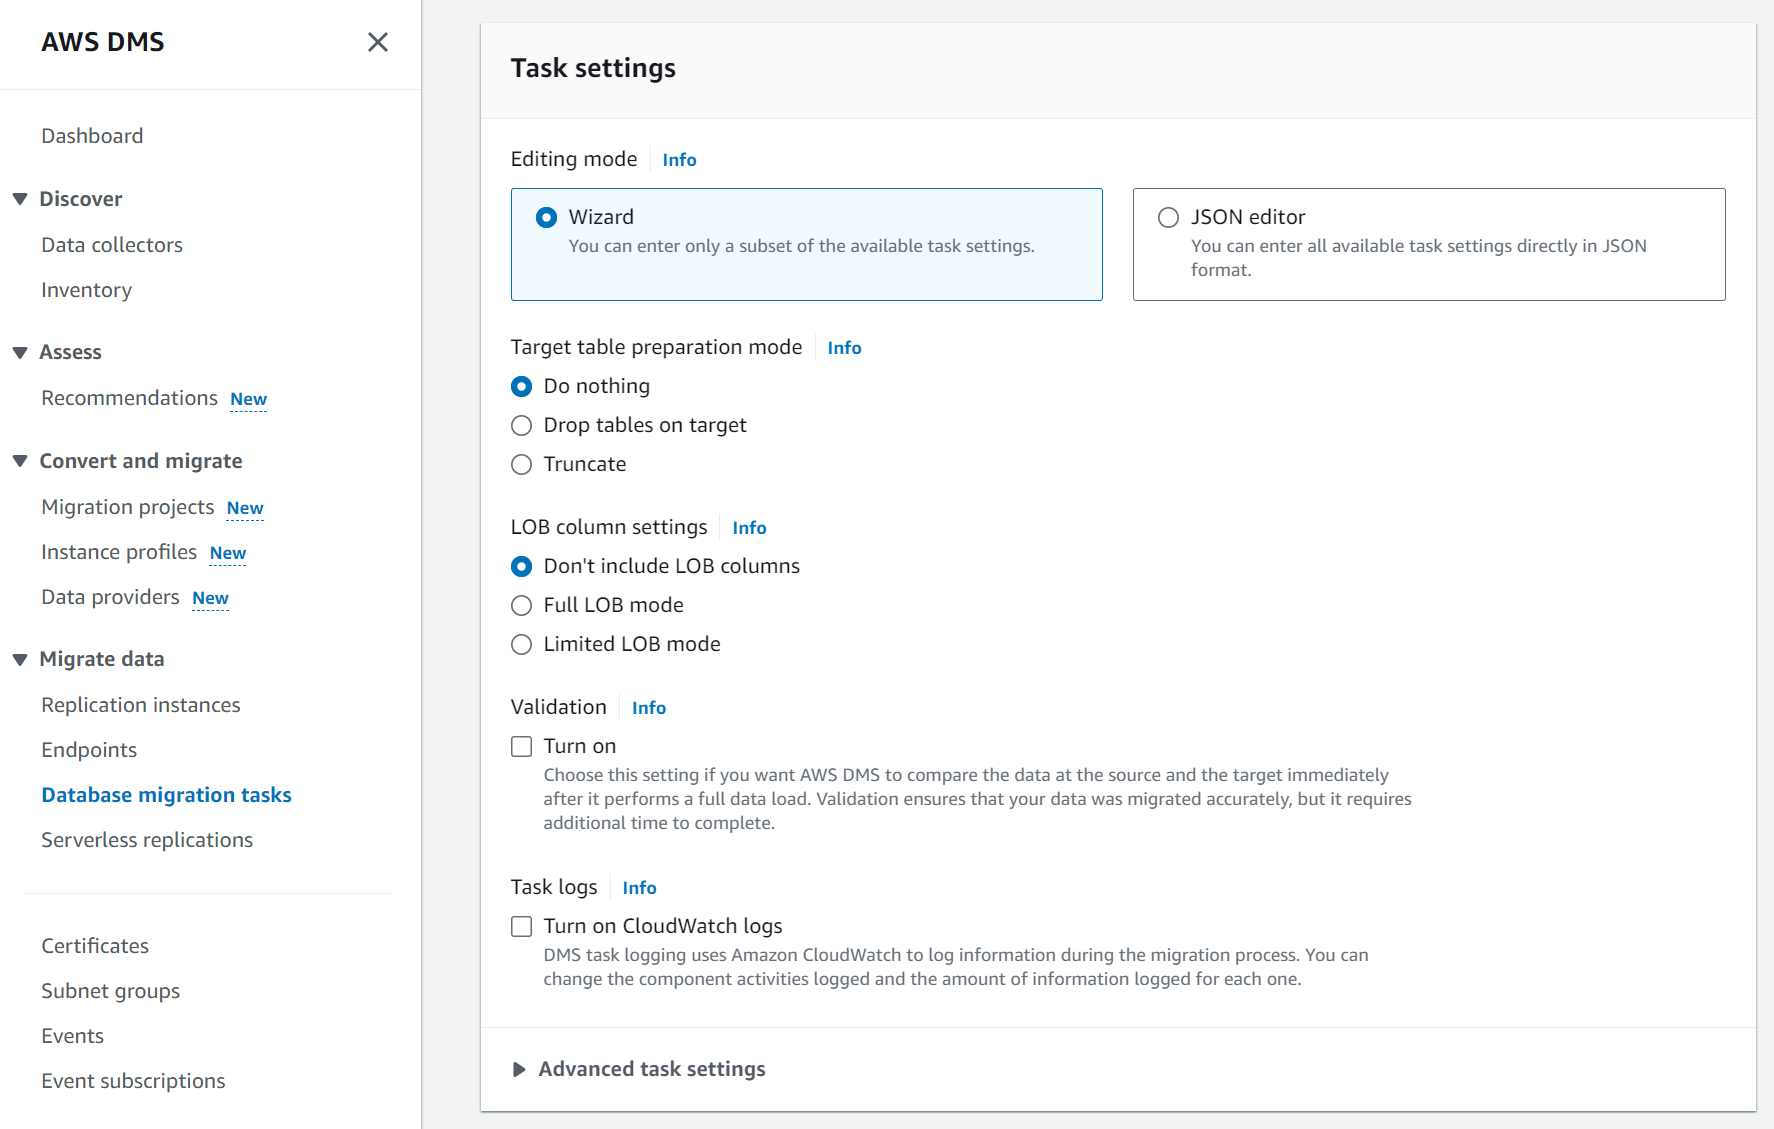 AWS DMS
Dashboard
Discover
Data collectors
Inventory
Assess
Recommendations New
Convert and migrate
Migration projects New
Instance profiles New
Data providers New
Migrate data
Replication instances
Endpoints
Database migration tasks
Serverless replications
Certificates
Subnet groups
Events
Event subscriptions
Task settings
Editing mode Info
Wizard
You can enter only a subset of the available task settings.
JSON editor
You can enter all available task settings directly in JSON
format.
Target table preparation mode Info
Do nothing
Drop tables on target
Truncate
LOB column settings Info
Don't include LOB columns
Full LOB mode
Limited LOB mode
Validation Info
Turn on
Choose this setting if you want AWS DMS to compare the data at the source and the target immediately
after it performs a full data load. Validation ensures that your data was migrated accurately, but it requires
additional time to complete.
Task logs Info
Turn on CloudWatch logs
DMS task logging uses Amazon CloudWatch to log information during the migration process. You can
change the component activities logged and the amount of information logged for each one.
Advanced task settings